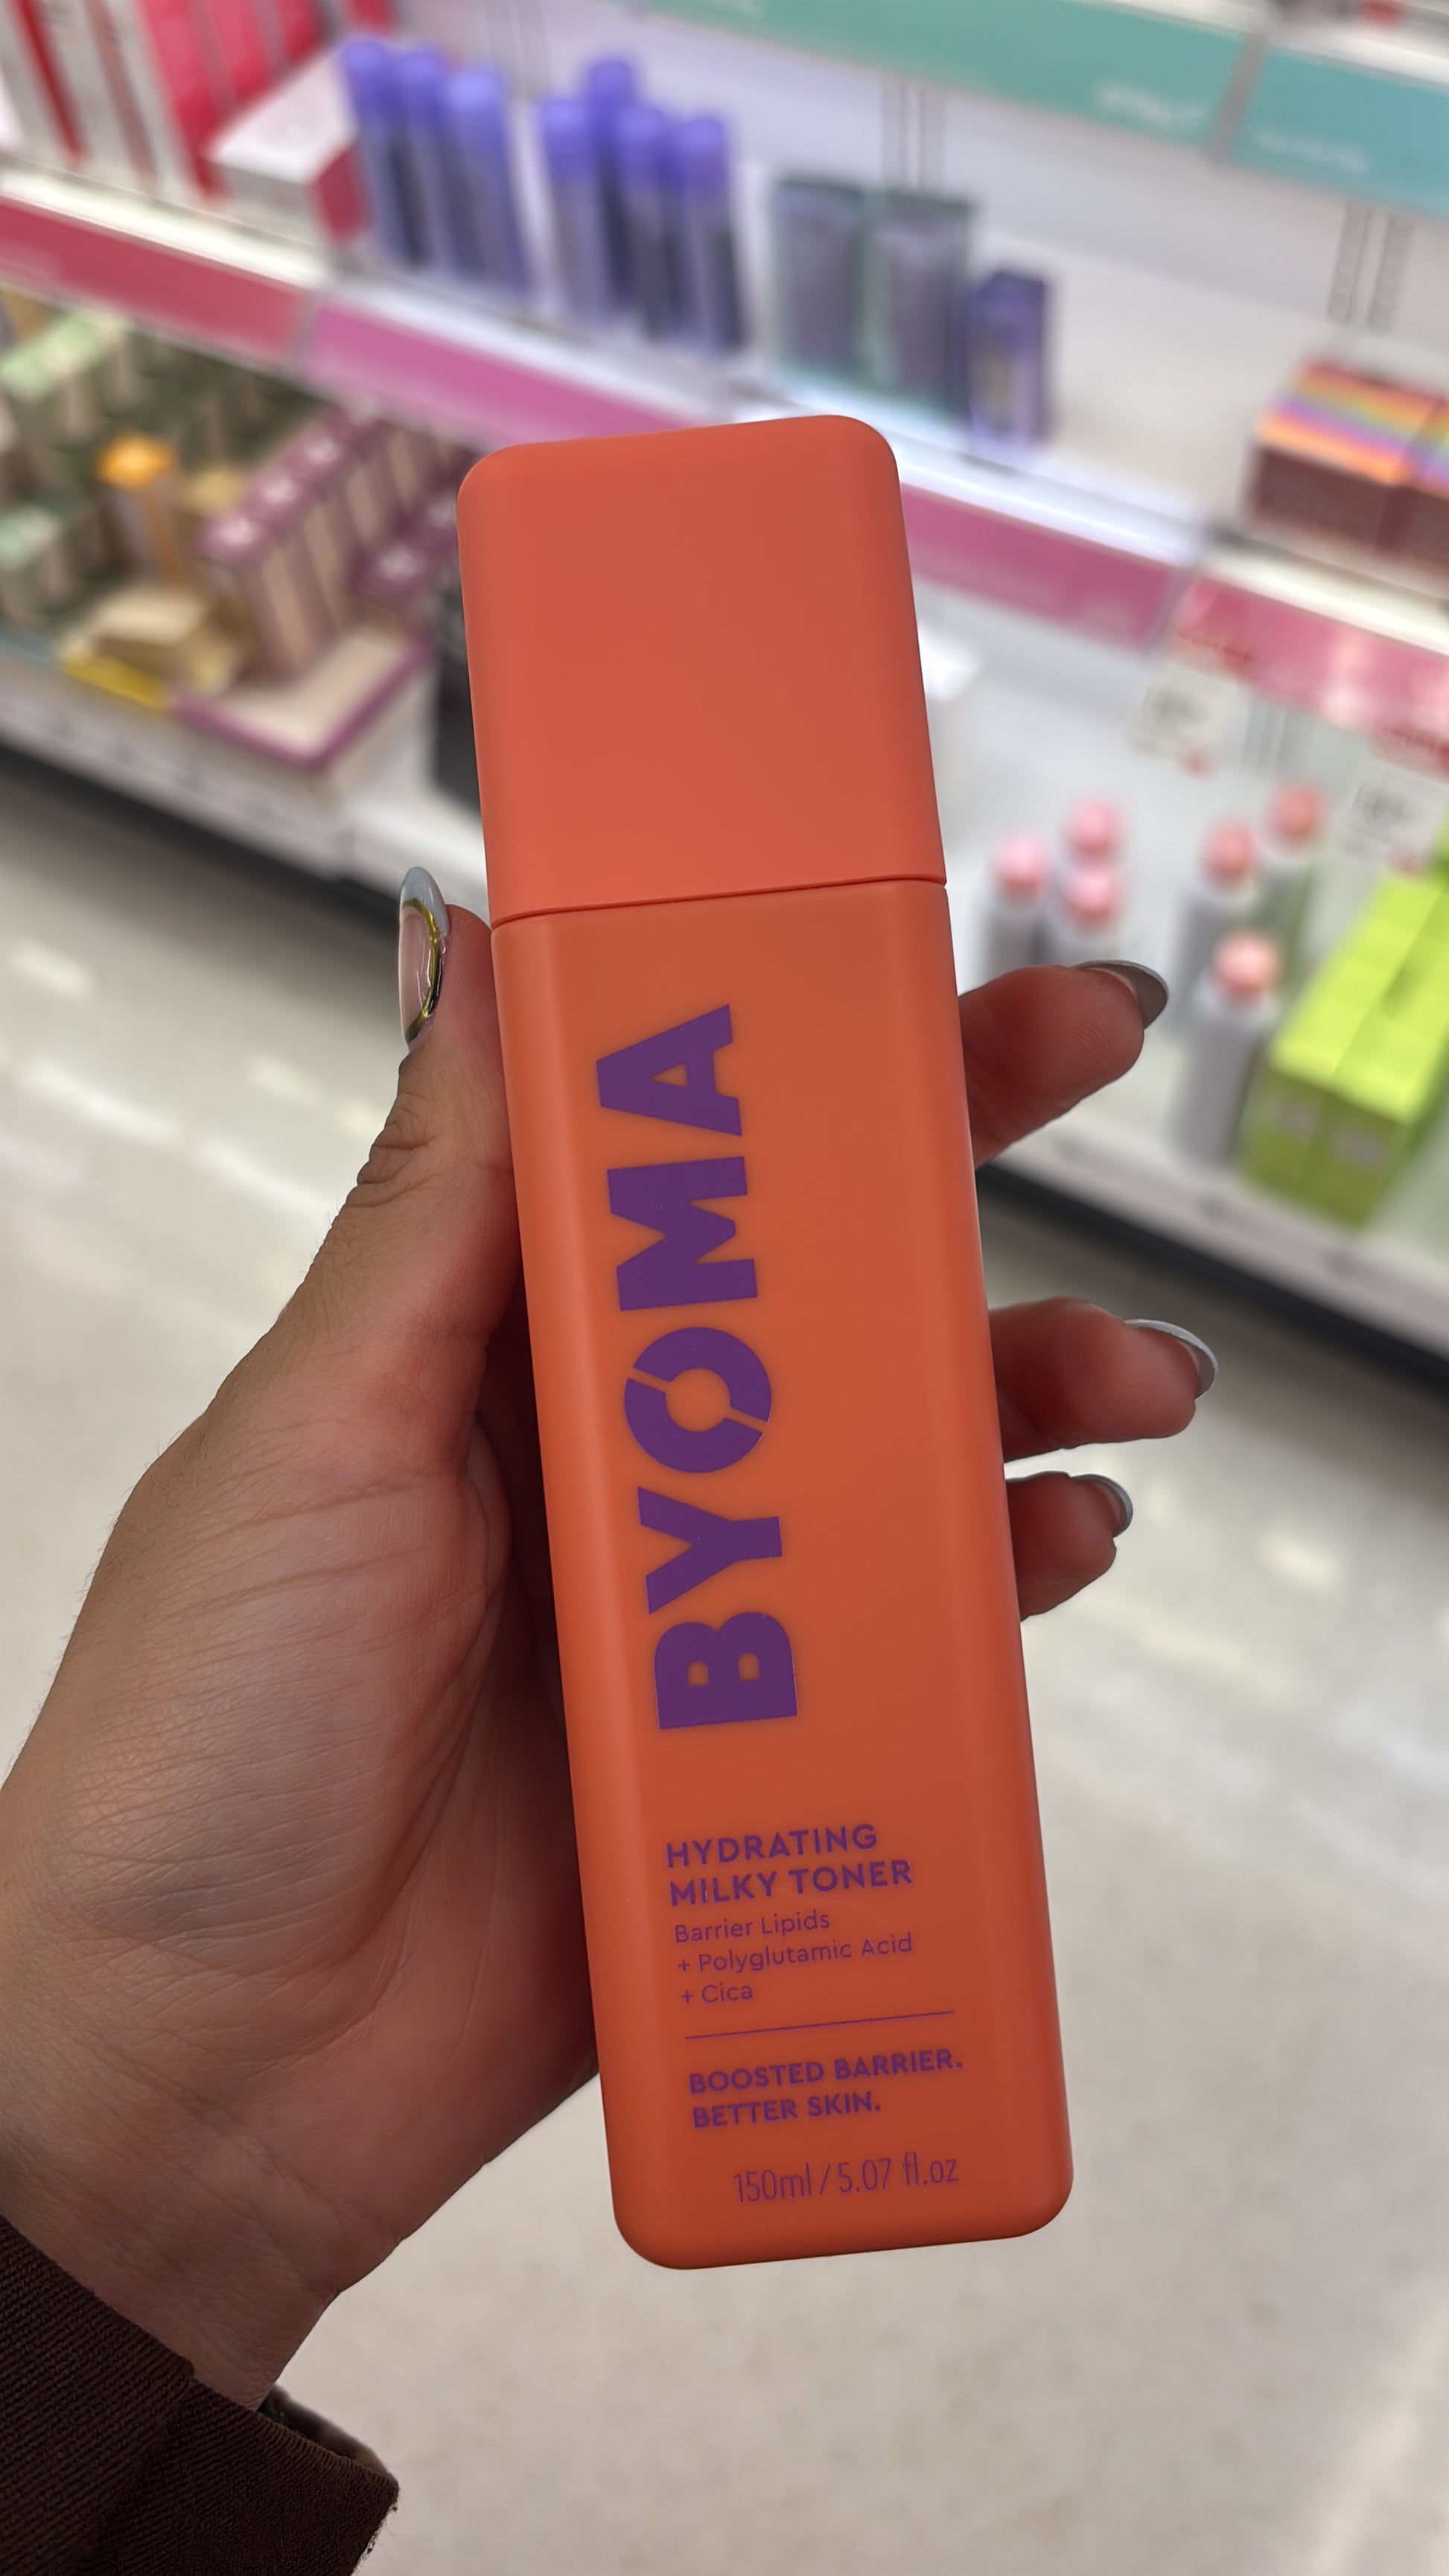 BYOMA
HYDRATING
MILKY TONER
Barrier Lipids
+ Polyglutamic Acid
+ Cica
BOOSTED BARRIER.
BETTER SKIN.
150ml/5.07 fl.oz